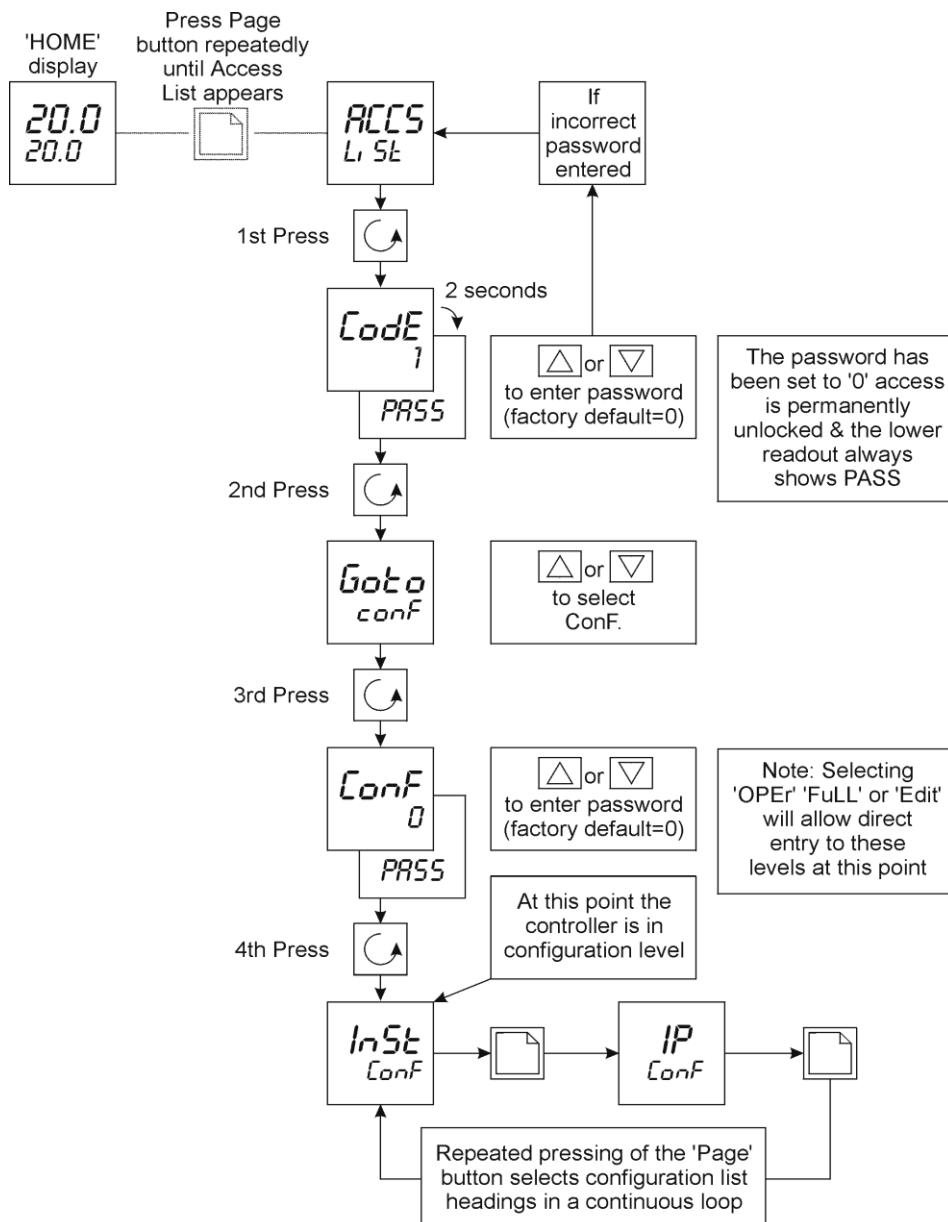 'HOME'
display
Press Page
button repeatedly
until Access
List appears
20.0
20.0
ACCS
Li St
If
incorrect
password
entered
1st Press
CodE
1
2 seconds
PASS
or
to enter password
(factory default=0)
The password has
been set to '0' access
is permanently
unlocked & the lower
readout always
shows PASS
2nd Press
Goto
conF
or
to select
ConF.
3rd Press
ConF
0
PASS
or
to enter password
(factory default=0)
Note: Selecting
'OPEr' 'FuLL' or 'Edit'
will allow direct
entry to these
levels at this point
At this point the
controller is in
configuration level
4th Press
InSt
ConF
IP
ConF
Repeated pressing of the 'Page'
button selects configuration list
headings in a continuous loop